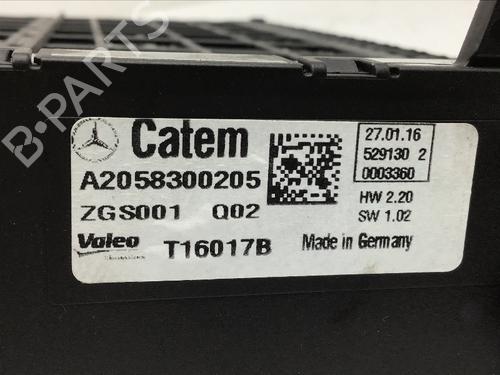 B-PARTS
Catem
27.01.16
A2058300205
529130 2
0003360
ZGS001 Q02
HW 2.20
SW 1.02
Valeo
T16017B
Made in Germany